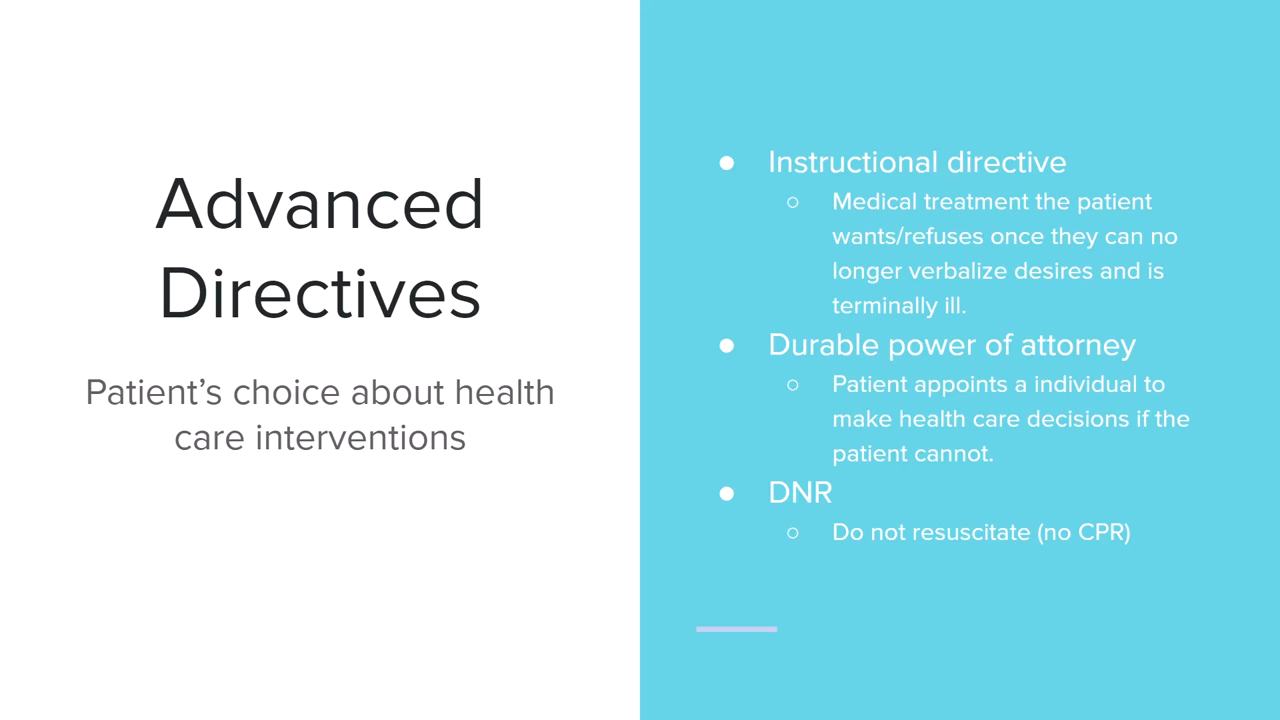 Advanced
Directives
Patient’s choice about health
care interventions
● Instructional directive
○ Medical treatment the patient
wants/refuses once they can no
longer verbalize desires and is
terminally ill.
● Durable power of attorney
○ Patient appoints a individual to
make health care decisions if the
patient cannot.
● DNR
○ Do not resuscitate (no CPR)